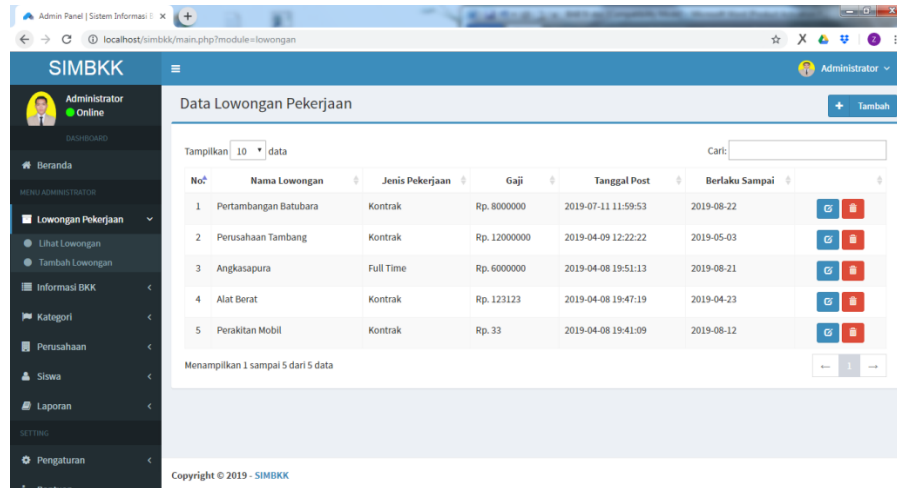 Admin Panel | Sistem Informasi B
localhost/simbkk/main.php?module=lowongan
SIMBKK
Administrator
Administrator
Online
Data Lowongan Pekerjaan
Tambah
DASHBOARD
Beranda
MENU ADMINISTRATOR
Lowongan Pekerjaan
Lihat Lowongan
Tambah Lowongan
Informasi BKK
Kategori
Perusahaan
Siswa
Laporan
SETTING
Pengaturan
Tampilkan 10 data
Cari:
No. Nama Lowongan Jenis Pekerjaan Gaji Tanggal Post Berlaku Sampai
1 Pertambangan Batubara Kontrak Rp. 8000000 2019-07-11 11:59:53 2019-08-22
2 Perusahaan Tambang Kontrak Rp. 12000000 2019-04-09 12:22:22 2019-05-03
3 Angkasapura Full Time Rp. 6000000 2019-04-08 19:51:13 2019-08-21
4 Alat Berat Kontrak Rp. 123123 2019-04-08 19:47:19 2019-04-23
5 Perakitan Mobil Kontrak Rp. 33 2019-04-08 19:41:09 2019-08-12
Menampilkan 1 sampai 5 dari 5 data
← 1 →
Copyright © 2019 - SIMBKK